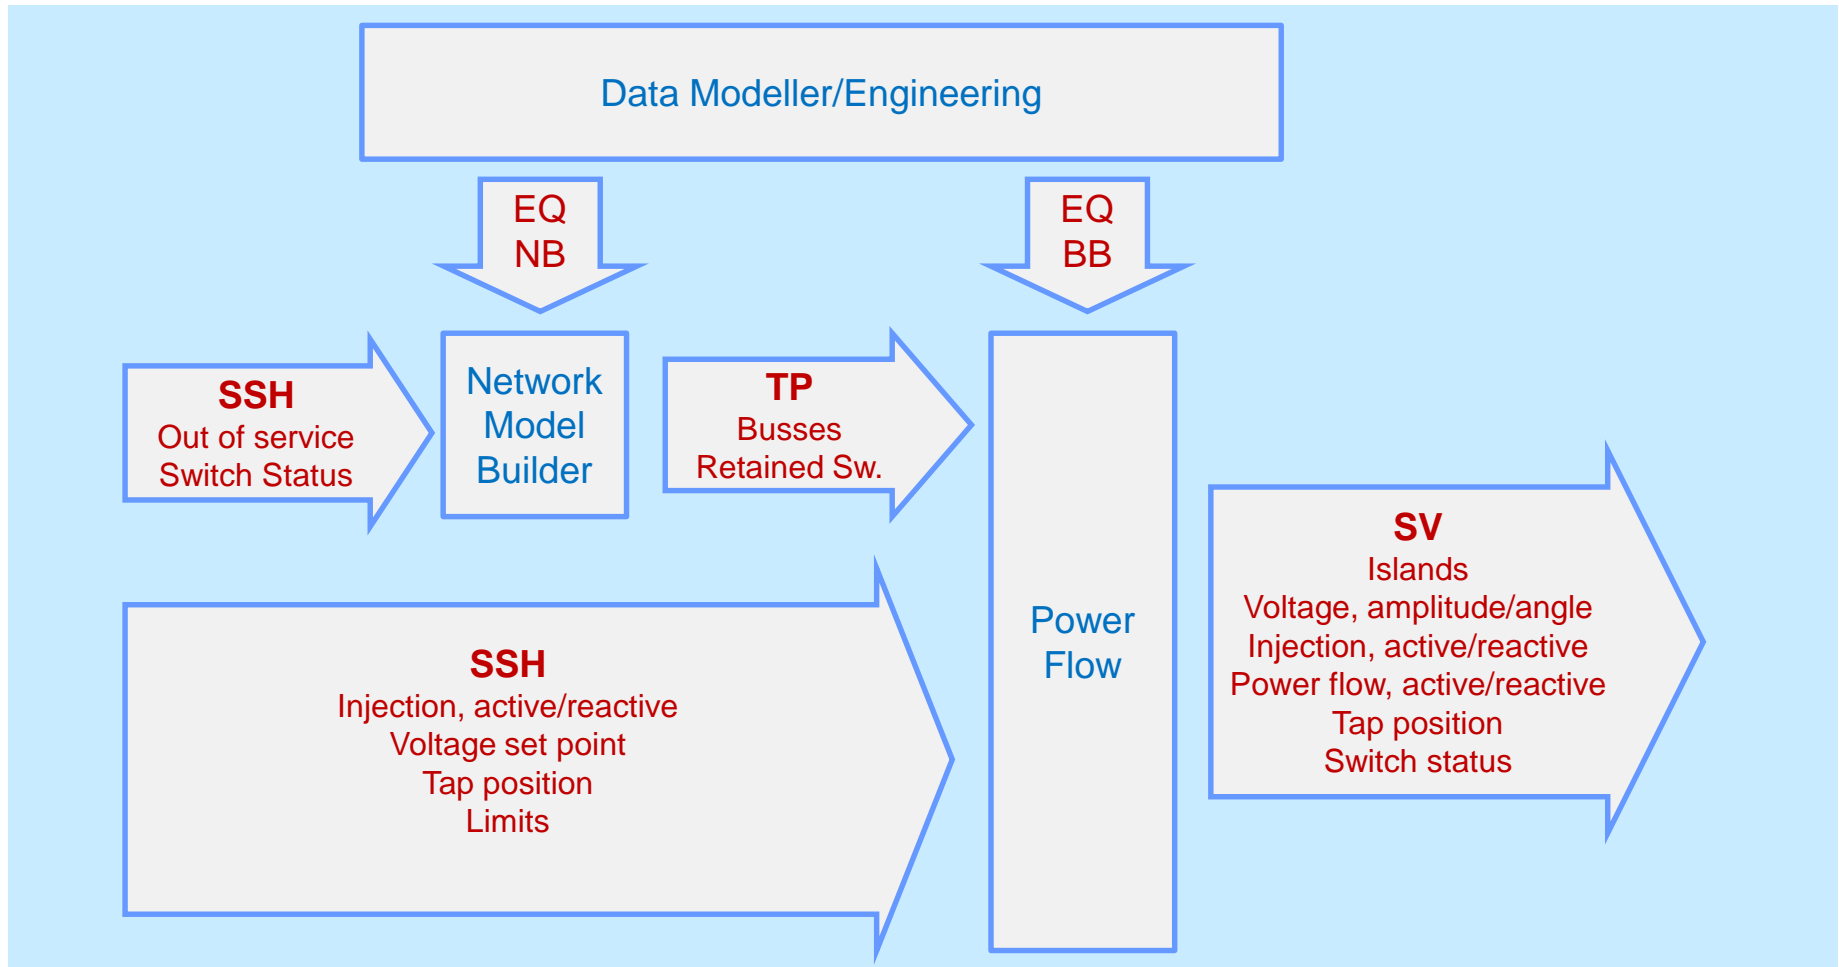 Data Modeller/Engineering
EQ
NB
EQ
BB
SSH
Out of service
Switch Status
Network
Model
Builder
TP
Busses
Retained Sw.
SSH
Injection, active/reactive
Voltage set point
Tap position
Limits
Power
Flow
SV
Islands
Voltage, amplitude/angle
Injection, active/reactive
Power flow, active/reactive
Tap position
Switch status